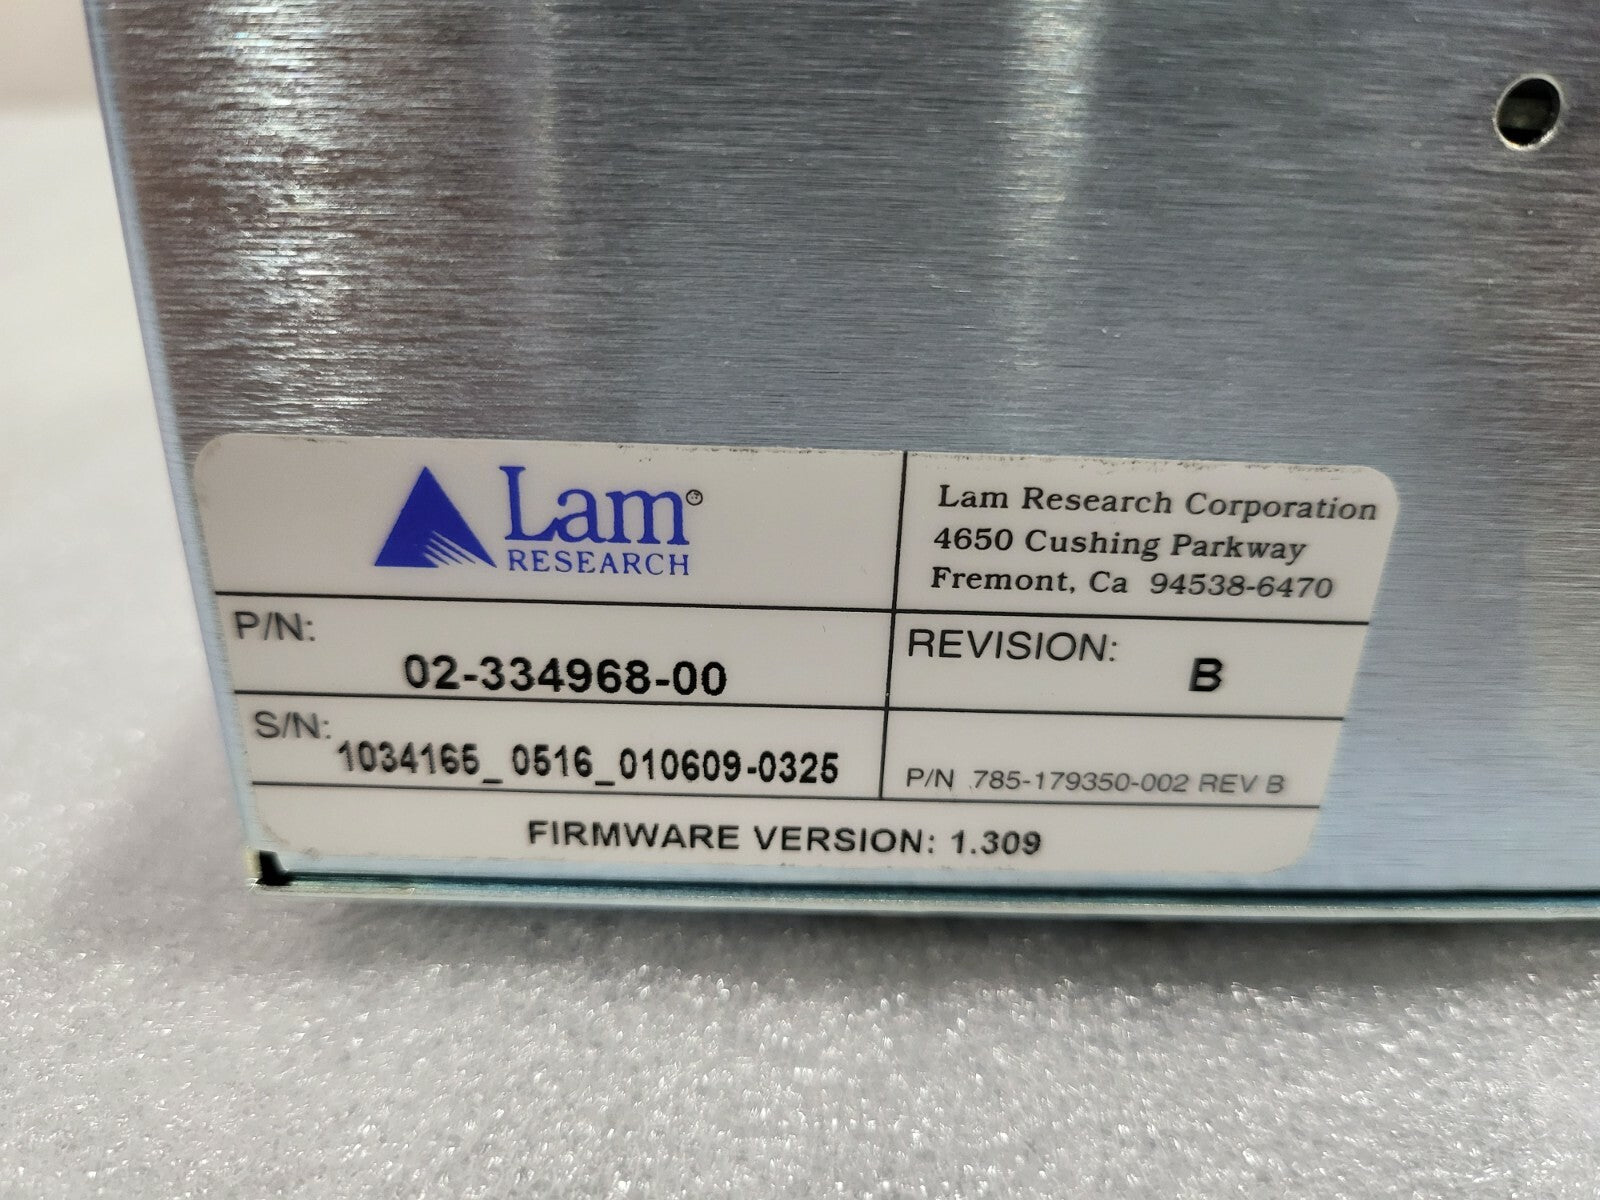 Lam®
RESEARCH
Lam Research Corporation
4650 Cushing Parkway
Fremont, Ca 94538-6470
P/N:
02-334968-00
REVISION:
B
S/N:
1034165_0516_010609-0325
P/N 785-179350-002 REV B
FIRMWARE VERSION: 1.309